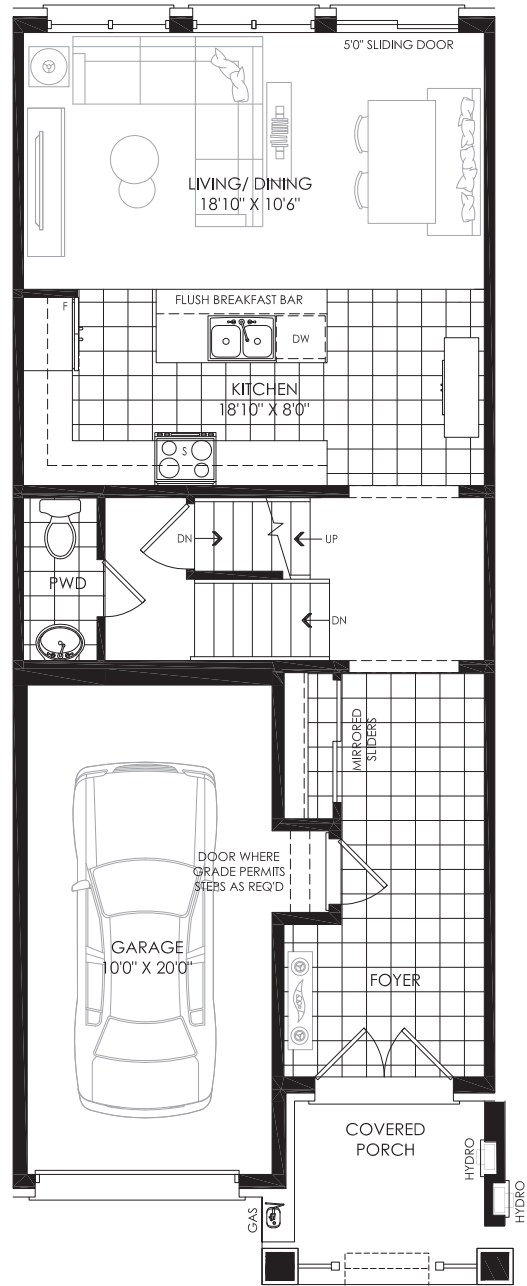 5'0" SLIDING DOOR
LIVING/ DINING
18'10" X 10'6"
FLUSH BREAKFAST BAR
F
DW
KITCHEN
18'10" X 8'0"
S
DN
UP
PWD
DN
MIRRORED
SLIDERS
DOOR WHERE
GRADE PERMITS
STEPS AS REQ'D
GARAGE
10'0" X 20'0"
FOYER
COVERED
PORCH
HYDRO
HYDRO
GAS